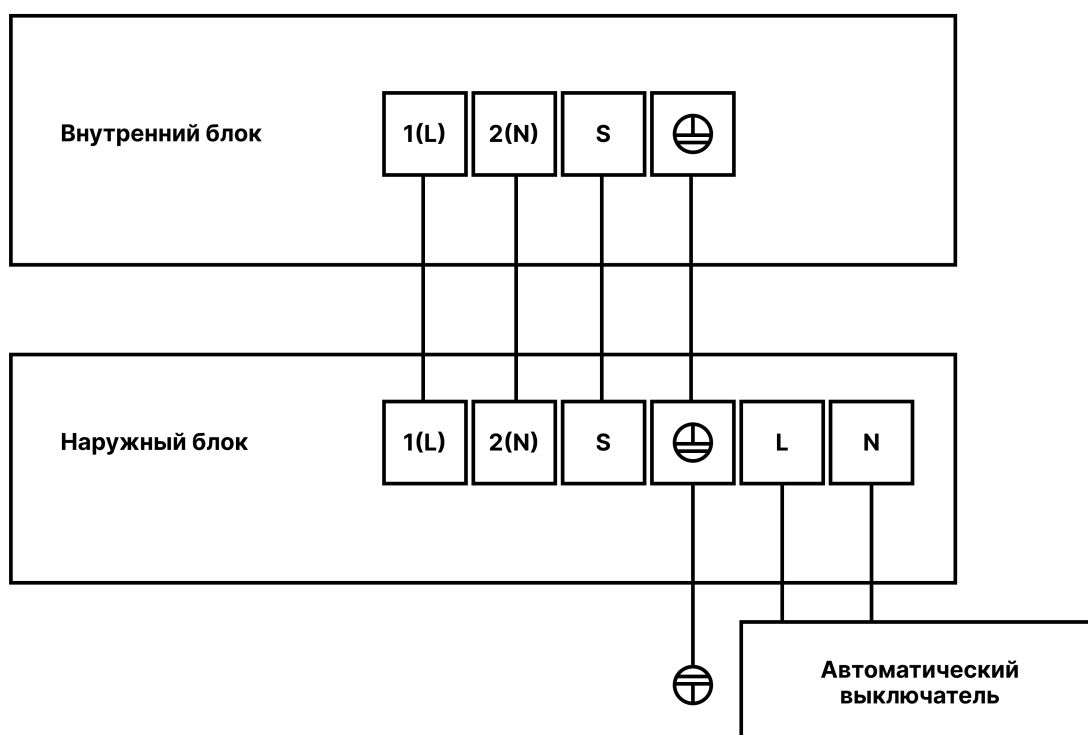 Внутренний блок
1(L) 2(N) S
Наружный блок
1(L) 2(N) S L N
Автоматический
выключатель